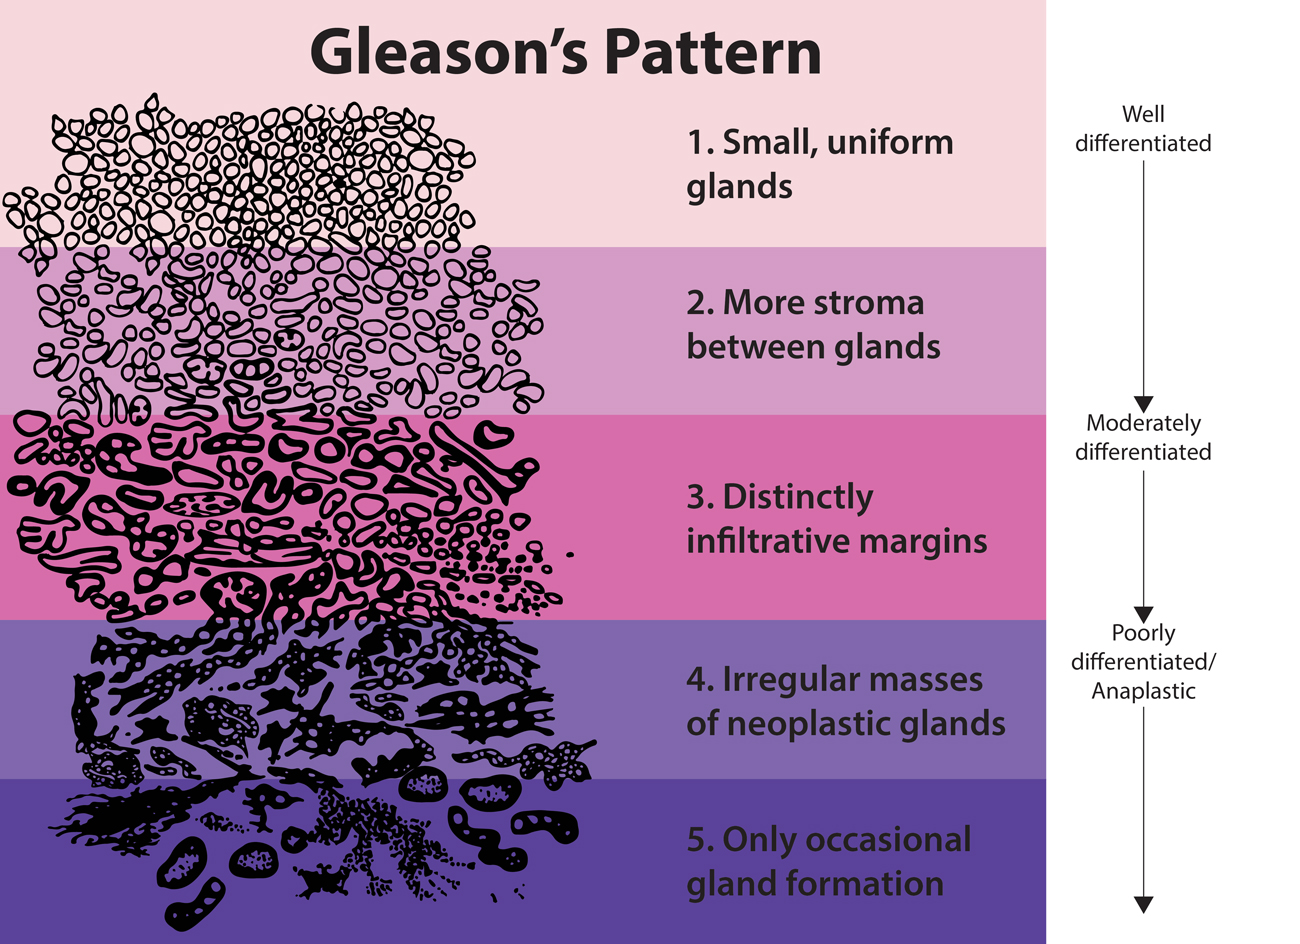 Gleason’s Pattern
1. Small, uniform
glands
2. More stroma
between glands
3. Distinctly
infiltrative margins
4. Irregular masses
of neoplastic glands
5. Only occasional
gland formation
Well
differentiated
Moderately
differentiated
Poorly
differentiated/
Anaplastic